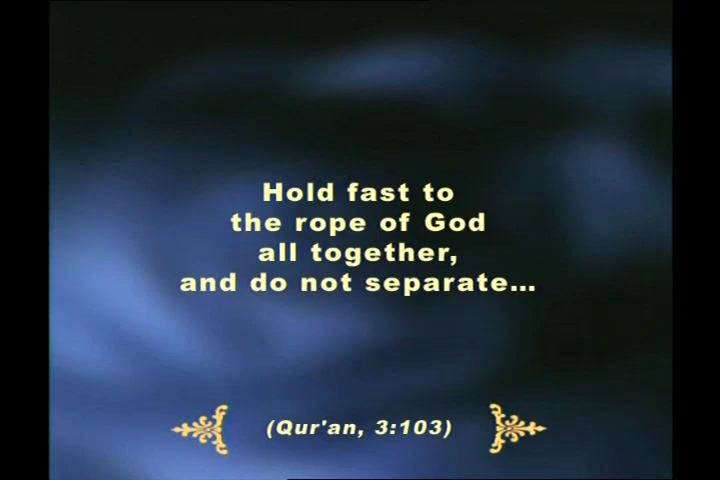 Hold fast to
the rope of God
all together,
and do not separate...
(Qur'an, 3:103)